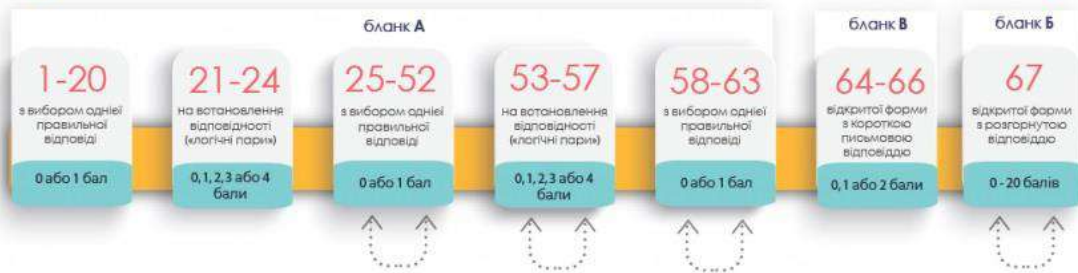 бланк А
1-20
з вибором однієї
правильної
відповіді
0 або 1 бал
21-24
на встановлення
відповідності
(«логічні пари»)
0, 1, 2, 3 або 4
бали
25-52
з вибором однієї
правильної
відповіді
0 або 1 бал
53-57
на встановлення
відповідності
(«логічні пари»)
0, 1, 2, 3 або 4
бали
58-63
з вибором однієї
правильної
відповіді
0 або 1 бал
бланк В
64-66
відкритої форми
з короткою
письмовою
відповіддю
0, 1 або 2 бали
бланк Б
67
відкритої форми
з розгорнутою
відповіддю
0 - 20 балів